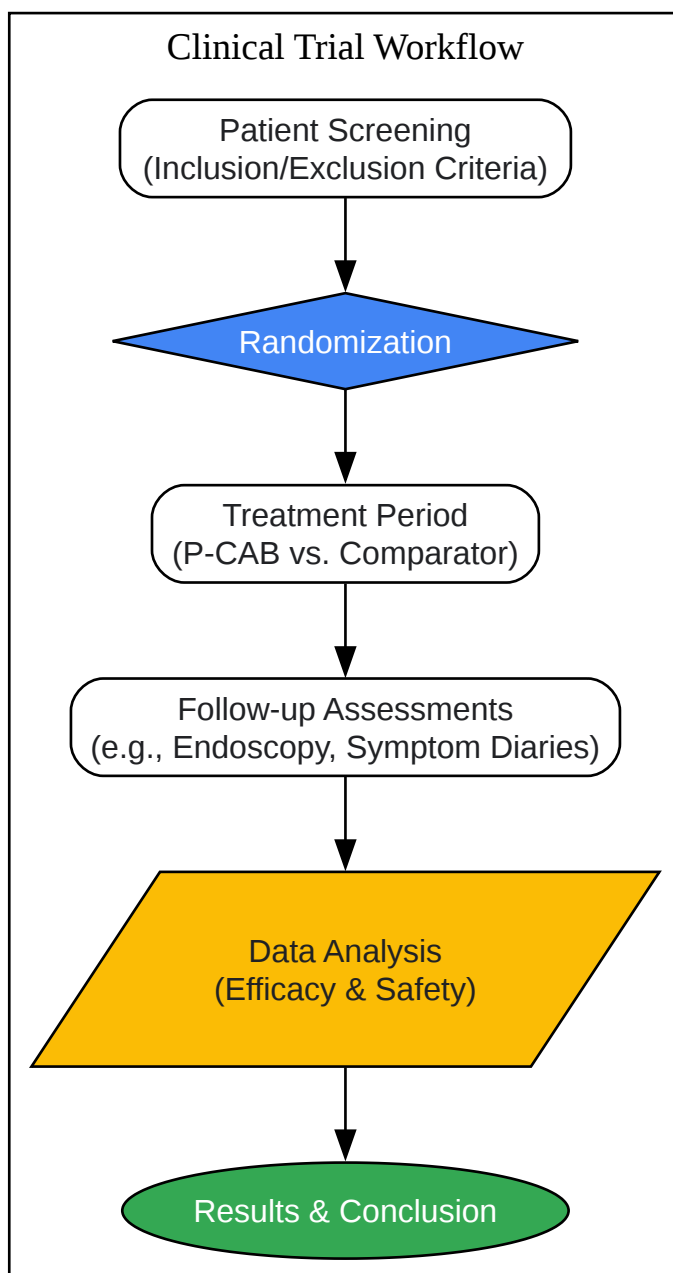 Clinical Trial Workflow
Patient Screening
(Inclusion/Exclusion Criteria)
Randomization
Treatment Period
(P-CAB vs. Comparator)
Follow-up Assessments
(e.g., Endoscopy, Symptom Diaries)
Data Analysis
(Efficacy & Safety)
Results & Conclusion